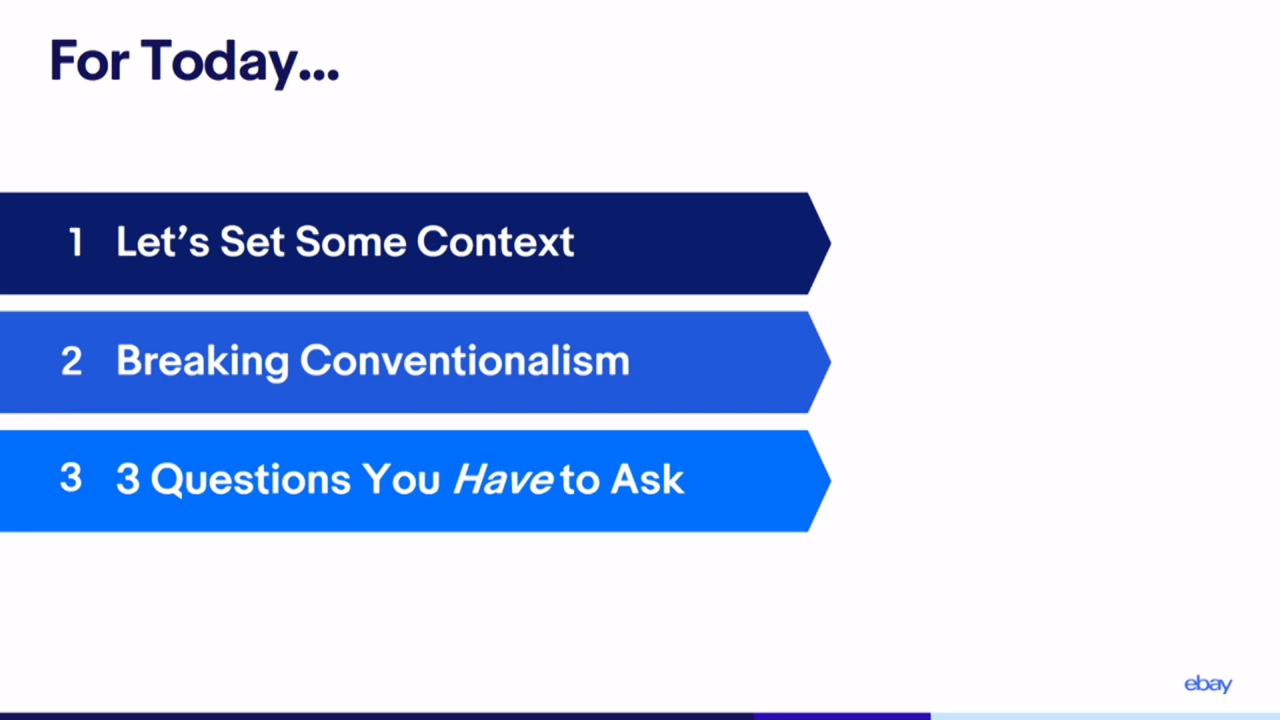 For Today...
1 Let’s Set Some Context
2 Breaking Conventionalism
3 3 Questions You Have to Ask
ebay